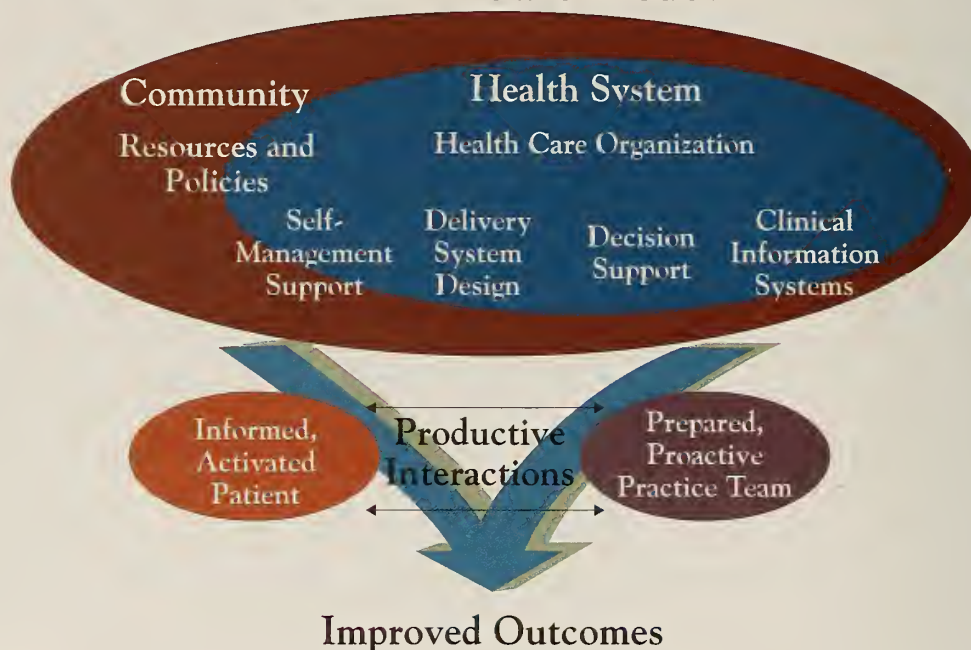 Community
Health System
Resources and
Policies
Health Care Organization
Self-
Management
Support
Delivery
System
Design
Decision
Support
Clinical
Information
Systems
Informed,
Activated
Patient
Productive
Interactions
Prepared,
Proactive
Practice Team
Improved Outcomes